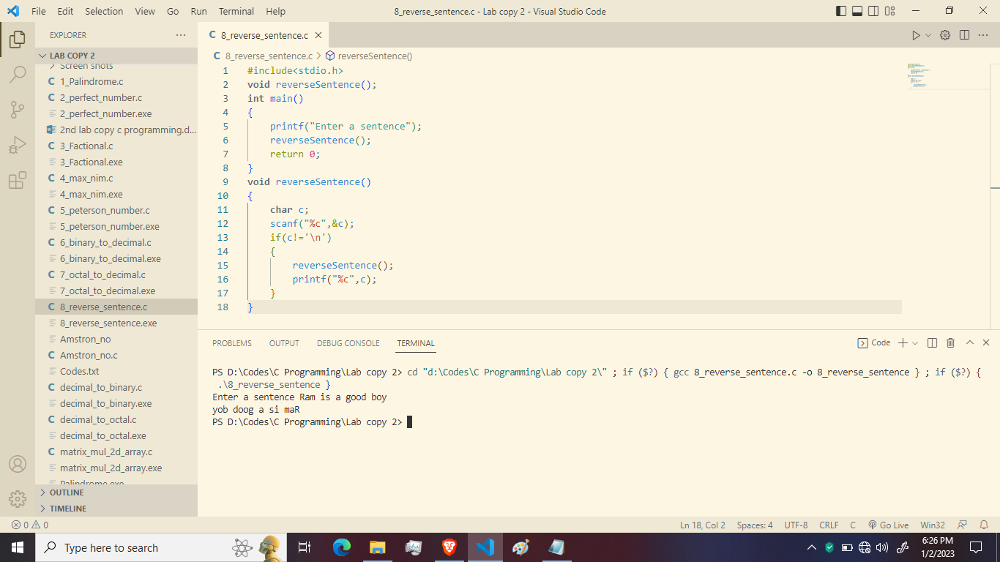 File Edit Selection View Go Run Terminal Help
8_reverse_sentence.c - Lab copy 2 - Visual Studio Code
EXPLORER
LAB COPY 2
Screen shots
C 1_Palindrome.c
C 2_perfect_number.c
2_perfect_number.exe
2nd lab copy c programming.d...
C 3_Factional.c
3_Factional.exe
C 4_max_nim.c
4_max_nim.exe
C 5_peterson_number.c
5_peterson_number.exe
C 6_binary_to_decimal.c
6_binary_to_decimal.exe
C 7_octal_to_decimal.c
7_octal_to_decimal.exe
C 8_reverse_sentence.c
8_reverse_sentence.exe
Amstron_no
C Amstron_no.c
Codes.txt
C decimal_to_binary.c
decimal_to_binary.exe
C decimal_to_octal.c
decimal_to_octal.exe
C matrix_mul_2d_array.c
matrix_mul_2d_array.exe
Palindrome.exe
OUTLINE
TIMELINE
C 8_reverse_sentence.c
C 8_reverse_sentence.c > reverseSentence()
1 #include<stdio.h>
2 void reverseSentence();
3 int main()
4 {
5 printf("Enter a sentence");
6 reverseSentence();
7 return 0;
8 }
9 void reverseSentence()
10 {
11 char c;
12 scanf("%c",&c);
13 if(c!='\n')
14 {
15 reverseSentence();
16 printf("%c",c);
17 }
18 }
PROBLEMS OUTPUT DEBUG CONSOLE TERMINAL
Code
PS D:\Codes\C Programming\Lab copy 2> cd "d:\Codes\C Programming\Lab copy 2\" ; if ($?) { gcc 8_reverse_sentence.c -o 8_reverse_sentence } ; if ($?) {
.\8_reverse_sentence }
Enter a sentence Ram is a good boy
yob doog a si maR
PS D:\Codes\C Programming\Lab copy 2>
0 0
Ln 18, Col 2 Spaces: 4 UTF-8 CRLF C Go Live Win32
Type here to search
6:26 PM
1/2/2023